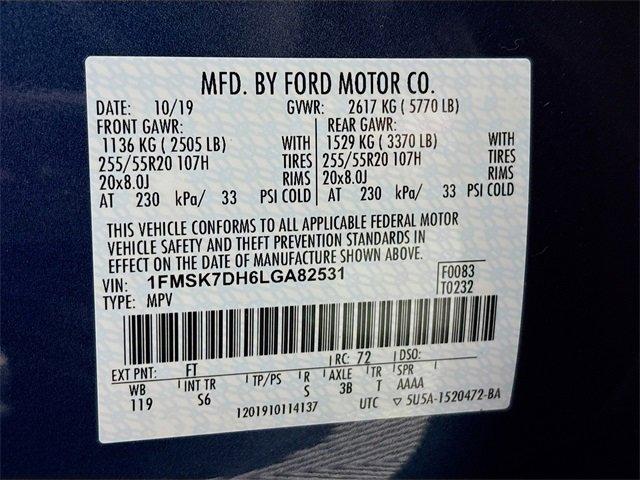 MFD. BY FORD MOTOR CO.
DATE: 10/19 GVWR: 2617 KG ( 5770 LB)
FRONT GAWR: REAR GAWR:
1136 KG ( 2505 LB) WITH 1529 KG ( 3370 LB) WITH
255/55R20 107H TIRES 255/55R20 107H TIRES
20x8.0J RIMS 20x8.0J RIMS
AT 230 kPa/ 33 PSI COLD AT 230 kPa/ 33 PSI COLD
THIS VEHICLE CONFORMS TO ALL APPLICABLE FEDERAL MOTOR
VEHICLE SAFETY AND THEFT PREVENTION STANDARDS IN
EFFECT ON THE DATE OF MANUFACTURE SHOWN ABOVE.
VIN: 1FMSK7DH6LGA82531 F0083
TYPE: MPV T0232
EXT PNT: FT RC: 72 DSO:
WB INT TR TP/PS R AXLE TR SPR
119 S6 S 3B T AAAA
1201910114137 UTC ▽ 5U5A-1520472-BA